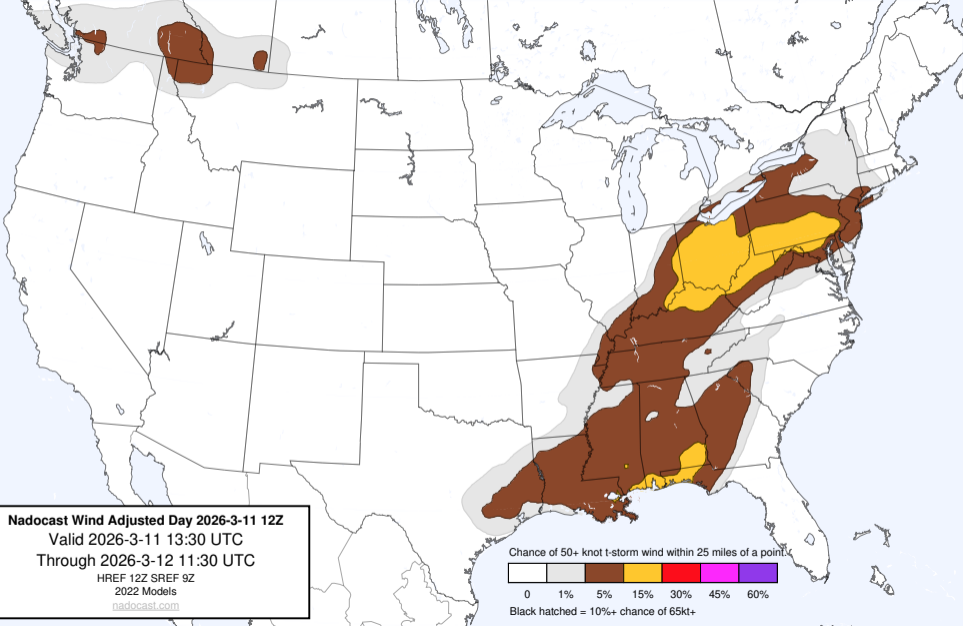 Nadocast Wind Adjusted Day 2026-3-11 12Z
Valid 2026-3-11 13:30 UTC
Through 2026-3-12 11:30 UTC
HREF 12Z SREF 9Z
2022 Models
nadocast.com
Chance of 50+ knot t-storm wind within 25 miles of a point.
0 1% 5% 15% 30% 45% 60%
Black hatched = 10%+ chance of 65kt+